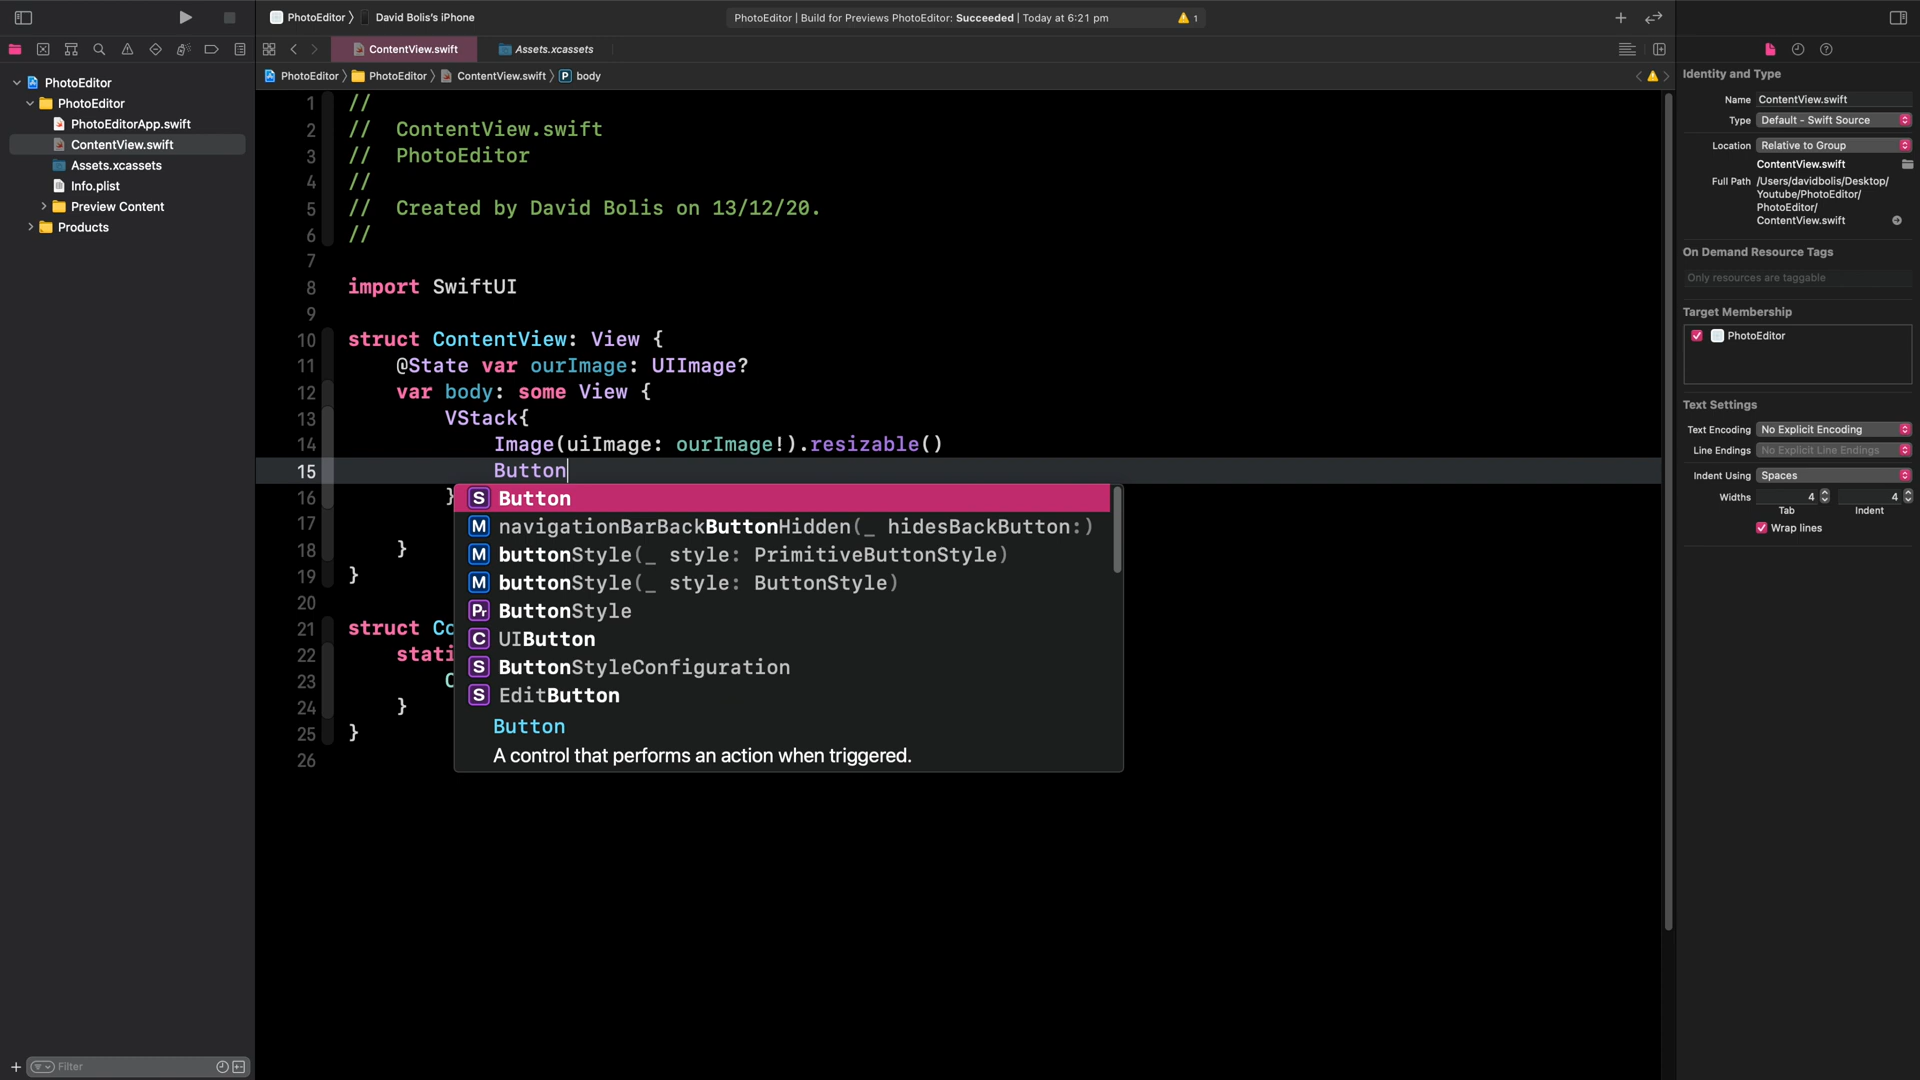 PhotoEditor 〉 David Bolis's iPhone
PhotoEditor | Build for Previews PhotoEditor: Succeeded | Today at 6:21 pm
1
ContentView.swift
Assets.xcassets
PhotoEditor 〉 PhotoEditor 〉 ContentView.swift 〉 P body
PhotoEditor
PhotoEditor
PhotoEditorApp.swift
ContentView.swift
Assets.xcassets
Info.plist
Preview Content
Products
Filter
1 //
2 //  ContentView.swift
3 //  PhotoEditor
4 //
5 //  Created by David Bolis on 13/12/20.
6 //
7
8 import SwiftUI
9
10 struct ContentView: View {
11     @State var ourImage: UIImage?
12     var body: some View {
13         VStack{
14             Image(uiImage: ourImage!).resizable()
15             Button
16         }
17
18     }
19 }
20
21 struct Co
22     stati
23         C
24     }
25 }
26
S Button
M navigationBarBackButtonHidden(_ hidesBackButton:)
M buttonStyle(_ style: PrimitiveButtonStyle)
M buttonStyle(_ style: ButtonStyle)
Pr ButtonStyle
C UIButton
S ButtonStyleConfiguration
S EditButton
Button
A control that performs an action when triggered.
Identity and Type
Name ContentView.swift
Type Default - Swift Source
Location Relative to Group
ContentView.swift
Full Path /Users/davidbolis/Desktop/
Youtube/PhotoEditor/
PhotoEditor/
ContentView.swift
On Demand Resource Tags
Only resources are taggable
Target Membership
PhotoEditor
Text Settings
Text Encoding No Explicit Encoding
Line Endings No Explicit Line Endings
Indent Using Spaces
Widths 4 4
Tab Indent
Wrap lines